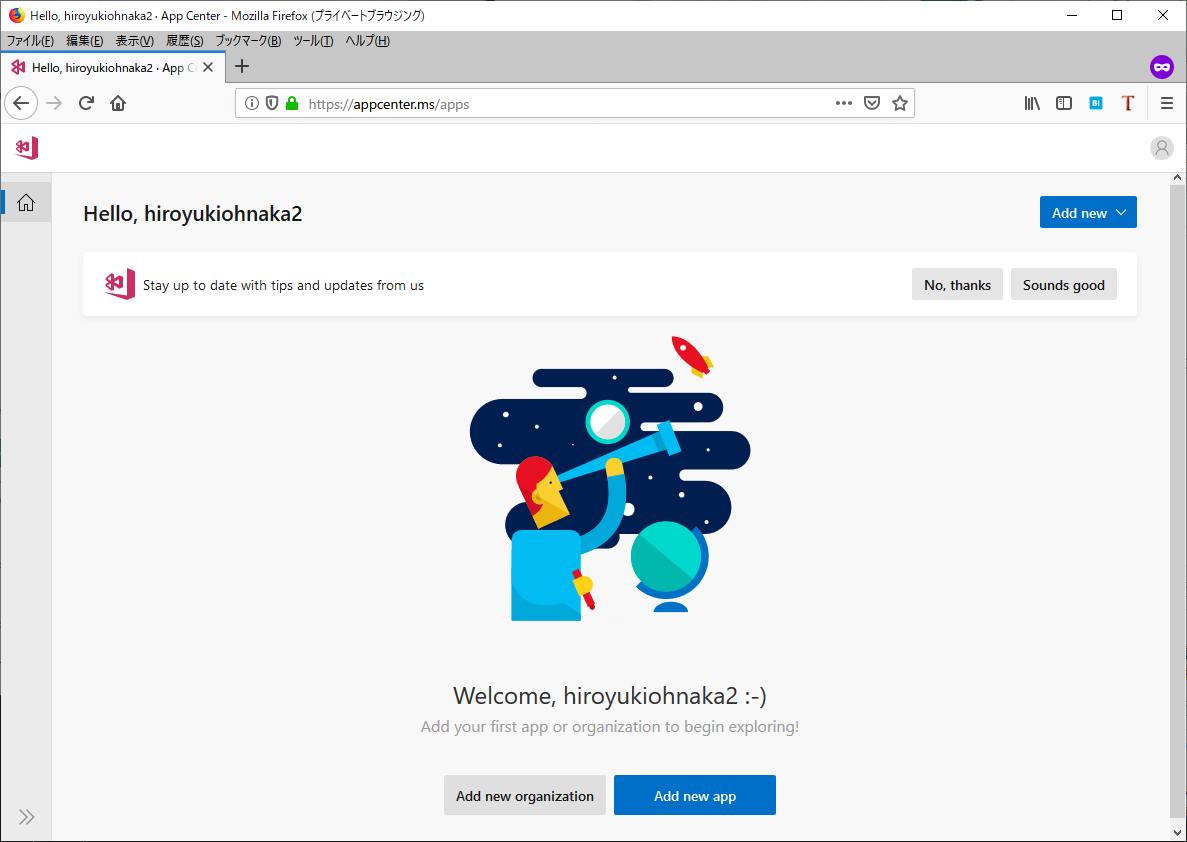 Hello, hiroyukiohnaka2 · App Center - Mozilla Firefox (プライベートブラウジング)
ファイル(F) 編集(E) 表示(V) 履歴(S) ブックマーク(B) ツール(T) ヘルプ(H)
Hello, hiroyukiohnaka2 · App C
https://appcenter.ms/apps
B!
T
Hello, hiroyukiohnaka2
Add new
Stay up to date with tips and updates from us
No, thanks
Sounds good
Welcome, hiroyukiohnaka2 :-)
Add your first app or organization to begin exploring!
Add new organization
Add new app